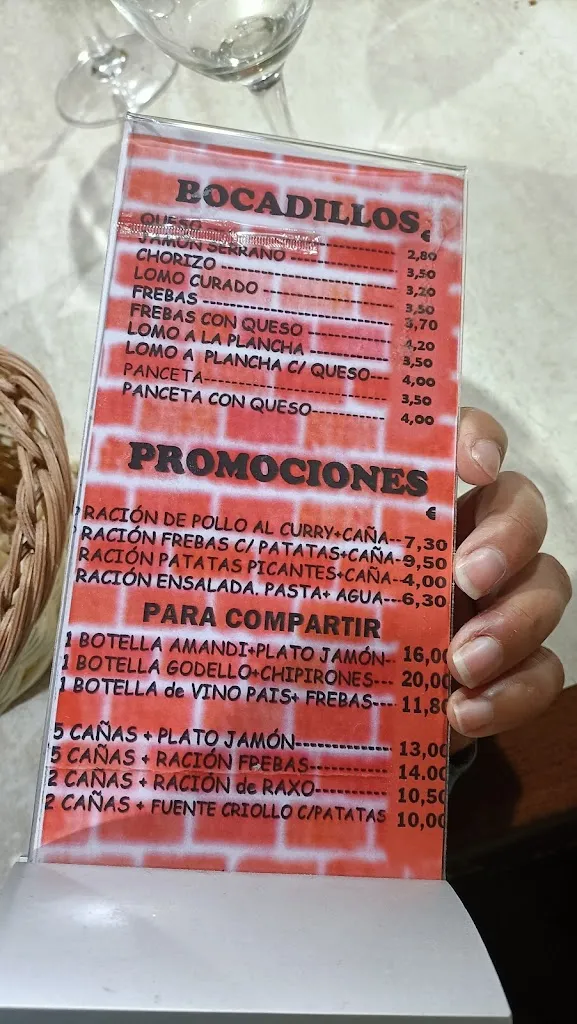 BOCADILLOS
€
QUESO ---- 2,80
JAMÓN SERRANO ---- 3,50
CHORIZO ---- 3,20
LOMO CURADO ---- 3,50
FREBAS ---- 3,70
FREBAS CON QUESO ---- 4,20
LOMO A LA PLANCHA ---- 3,50
LOMO A PLANCHA C/ QUESO--- 4,00
PANCETA---- 3,50
PANCETA CON QUESO---- 4,00
PROMOCIONES
€
RACIÓN DE POLLO AL CURRY+CAÑA--7,30
RACIÓN FREBAS C/ PATATAS+CAÑA-9,50
RACIÓN PATATAS PICANTES+CAÑA--4,00
RACIÓN ENSALADA. PASTA+ AGUA---6,30
PARA COMPARTIR
1 BOTELLA AMANDI+PLATO JAMÓN-- 16,00
1 BOTELLA GODELLO+CHIPIRONES--- 20,00
1 BOTELLA de VINO PAIS+ FREBAS---- 11,80
5 CAÑAS + PLATO JAMÓN---- 13,00
5 CAÑAS + RACIÓN FREBAS---- 14.00
2 CAÑAS + RACIÓN de RAXO---- 10,50
2 CAÑAS + FUENTE CRIOLLO C/PATATAS 10,00